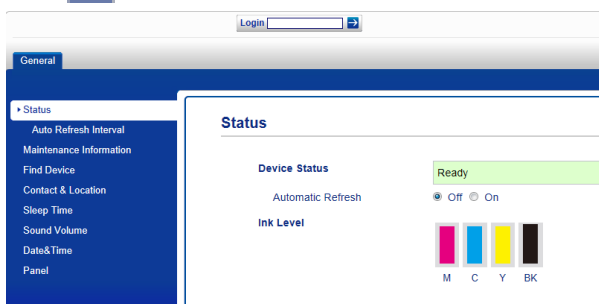 Login
General
Status
Auto Refresh Interval
Maintenance Information
Find Device
Contact & Location
Sleep Time
Sound Volume
Date&Time
Panel
Status
Device Status Ready
Automatic Refresh Off On
Ink Level
M C Y BK